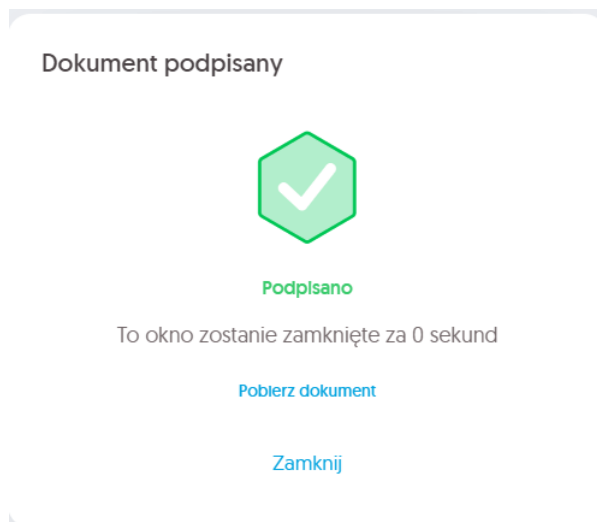 Dokument podpisany
Podpisano
To okno zostanie zamknięte za 0 sekund
Pobierz dokument
Zamknij